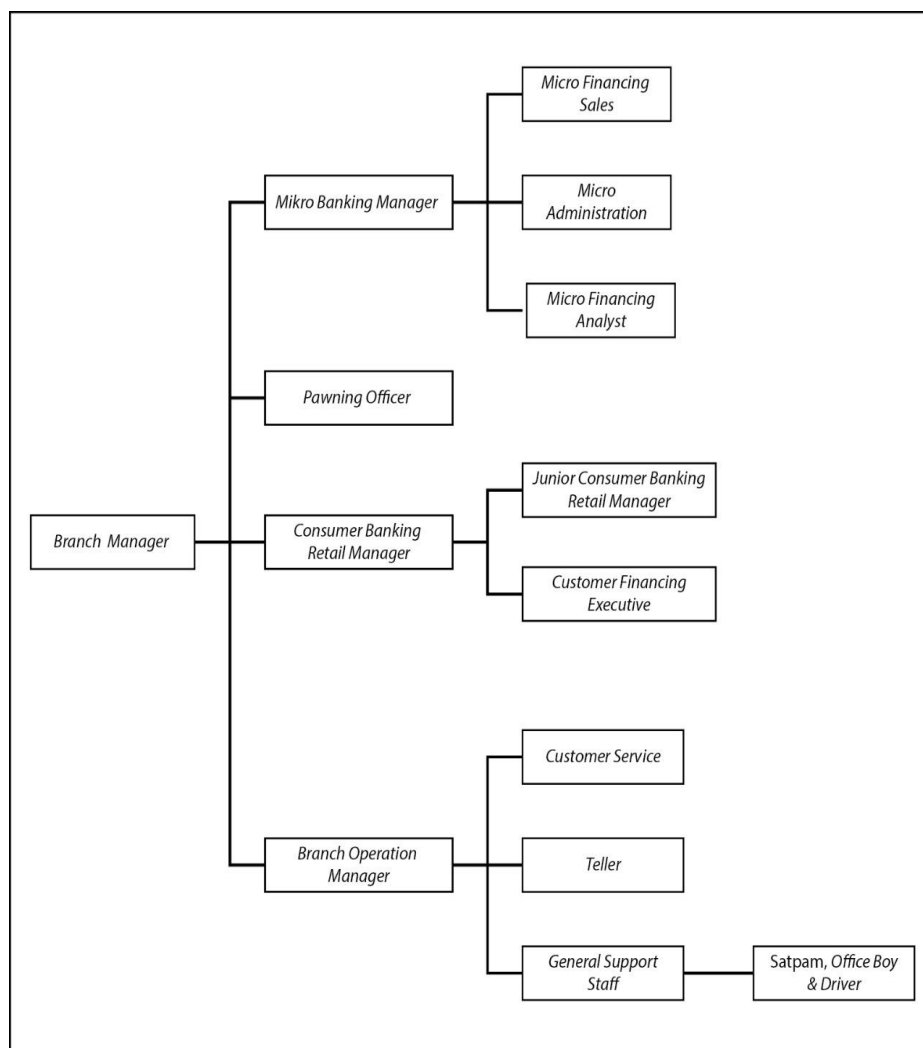 Micro Financing
Sales
Mikro Banking Manager
Micro
Administration
Micro Financing
Analyst
Pawning Officer
Branch Manager
Consumer Banking
Retail Manager
Junior Consumer Banking
Retail Manager
Customer Financing
Executive
Branch Operation
Manager
Customer Service
Teller
General Support
Staff
Satpam, Office Boy
& Driver